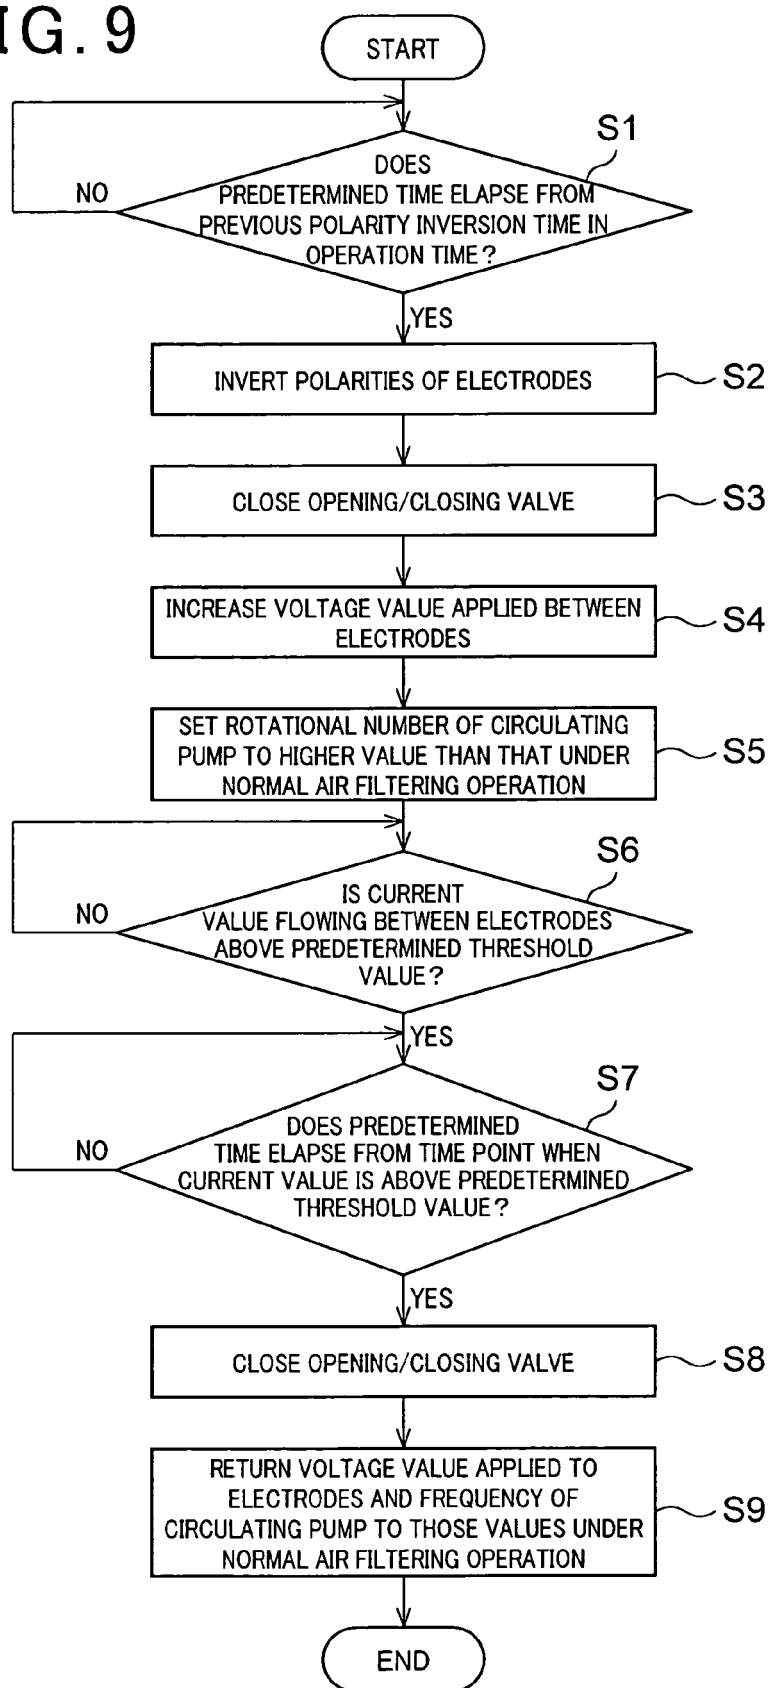 IG. 9
START
S1
DOES
PREDETERMINED TIME ELAPSE FROM
PREVIOUS POLARITY INVERSION TIME IN
OPERATION TIME?
NO
YES
INVERT POLARITIES OF ELECTRODES
S2
CLOSE OPENING/CLOSING VALVE
S3
INCREASE VOLTAGE VALUE APPLIED BETWEEN
ELECTRODES
S4
SET ROTATIONAL NUMBER OF CIRCULATING
PUMP TO HIGHER VALUE THAN THAT UNDER
NORMAL AIR FILTERING OPERATION
S5
S6
IS CURRENT
VALUE FLOWING BETWEEN ELECTRODES
ABOVE PREDETERMINED THRESHOLD
VALUE?
NO
YES
S7
DOES PREDETERMINED
TIME ELAPSE FROM TIME POINT WHEN
CURRENT VALUE IS ABOVE PREDETERMINED
THRESHOLD VALUE?
NO
YES
CLOSE OPENING/CLOSING VALVE
S8
RETURN VOLTAGE VALUE APPLIED TO
ELECTRODES AND FREQUENCY OF
CIRCULATING PUMP TO THOSE VALUES UNDER
NORMAL AIR FILTERING OPERATION
S9
END